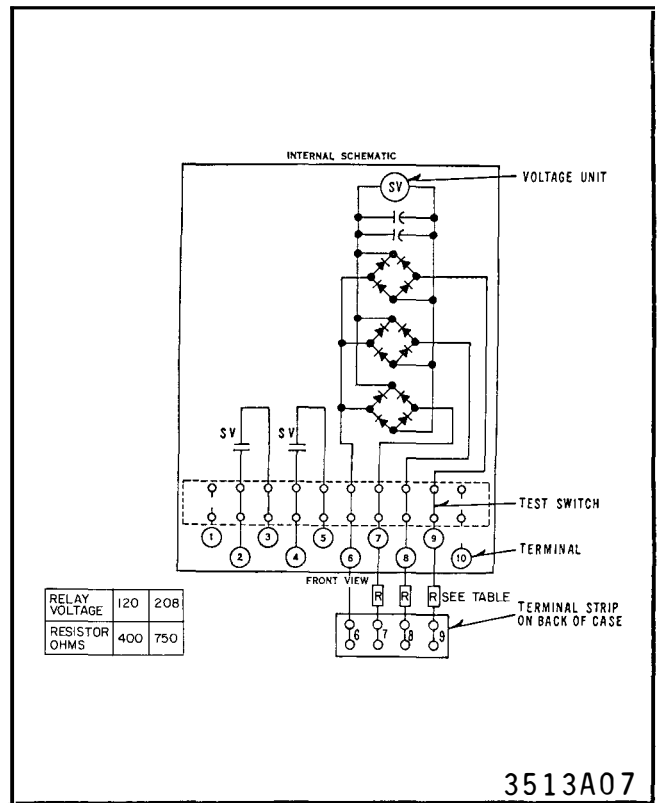 INTERNAL SCHEMATIC
SV
VOLTAGE UNIT
SV
SV
TEST SWITCH
1
2
3
4
5
6
7
8
9
10
TERMINAL
FRONT VIEW
R
R
R
SEE TABLE
TERMINAL STRIP
ON BACK OF CASE
6
7
8
9
RELAY VOLTAGE 120 208
RESISTOR OHMS 400 750
3513A07